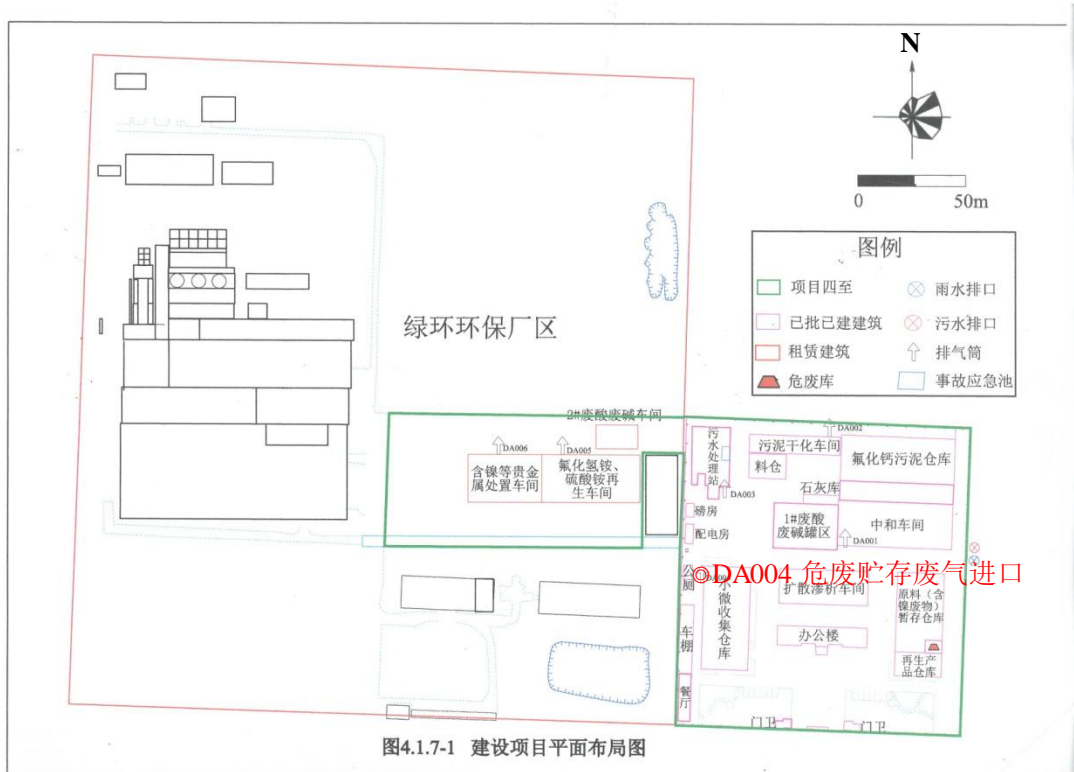 N
0 50m
图例
项目四至
雨水排口
已批已建建筑
污水排口
租赁建筑
排气筒
危废库
事故应急池
绿环环保厂区
2#废酸废碱车间
DA006
DA005
含镍等贵金
属处置车间
氟化氢铵、
硫酸铵再
生车间
污水处理站
DA002
污泥干化车间
料仓
氟化钙污泥仓库
DA003
石灰库
磅房
配电房
1#废酸
废碱罐区
中和车间
DA001
公厕
◎DA004 危废贮存废气进口
小微收集仓库
扩散渗析车间
原料(含
镍废物)
暂存仓库
车棚
办公楼
再生产
品仓库
餐厅
门卫
门卫
图4.1.7-1 建设项目平面布局图